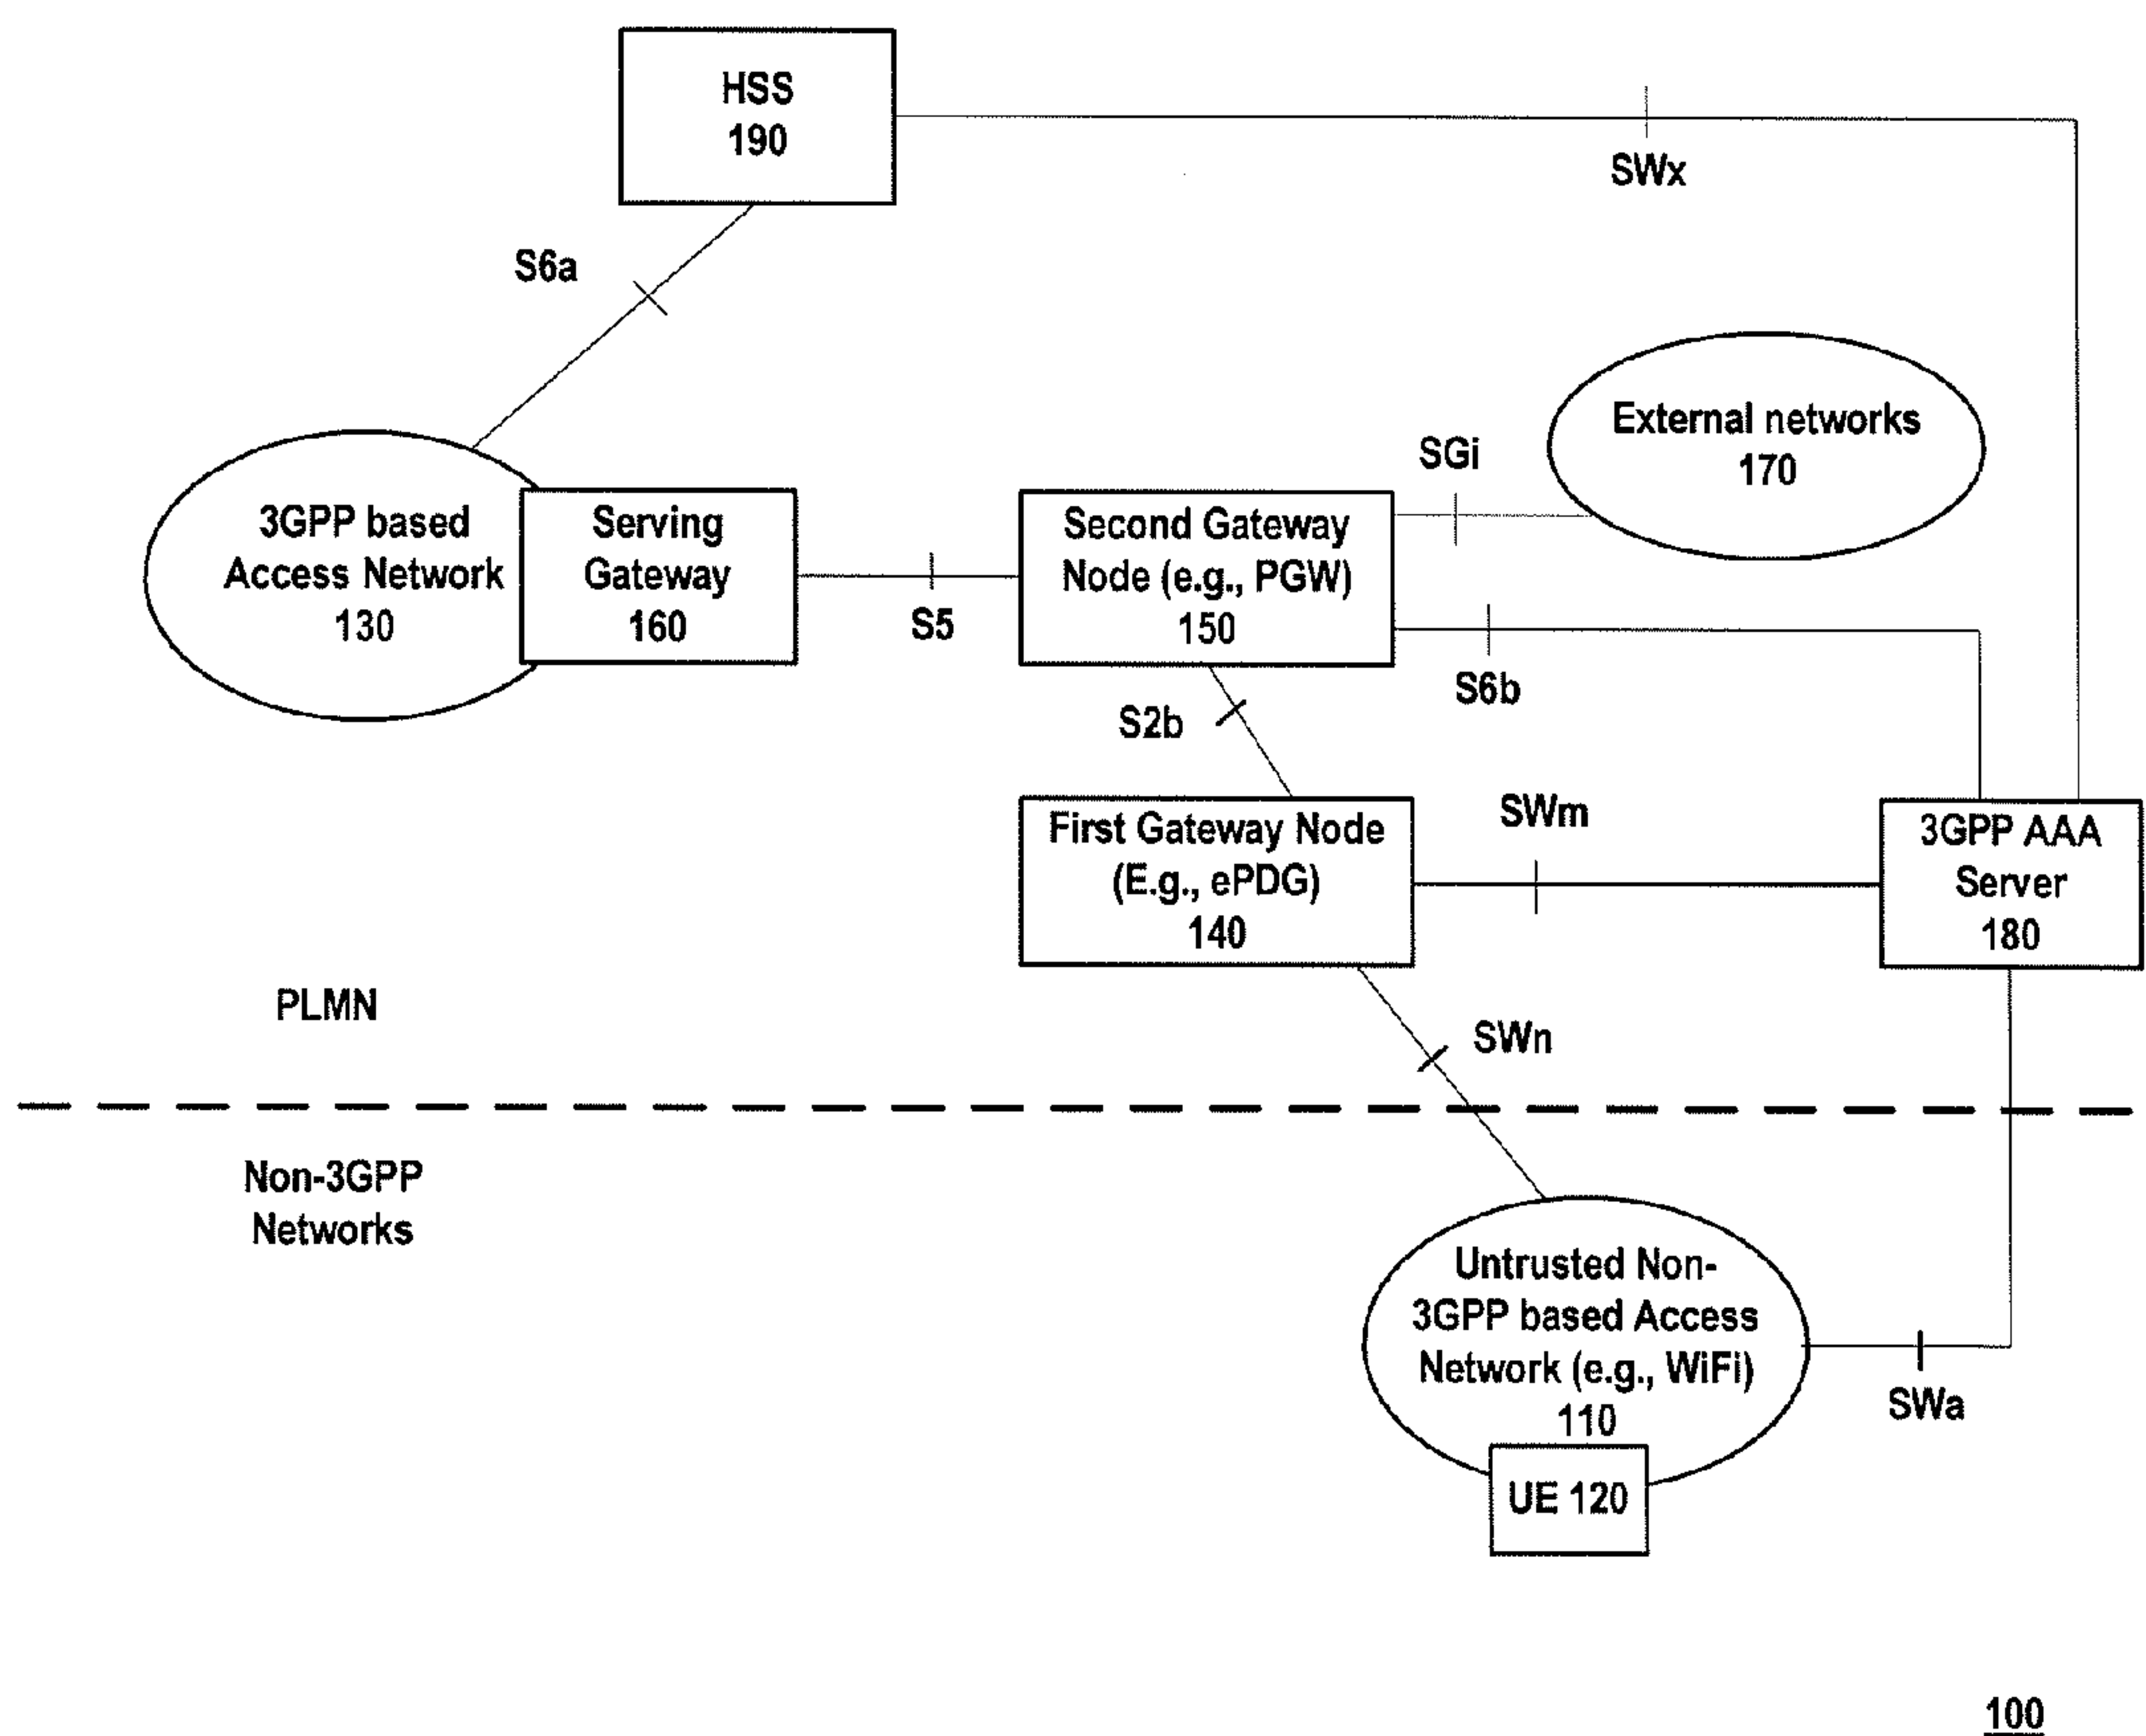 HSS
190
SWx
S6a
External networks
170
SGi
3GPP based
Access Network
130
Serving
Gateway
160
S5
Second Gateway
Node (e.g., PGW)
150
S6b
S2b
First Gateway Node
(E.g., ePDG)
140
SWm
3GPP AAA
Server
180
PLMN
SWn
Non-3GPP
Networks
Untrusted Non-
3GPP based Access
Network (e.g., WiFi)
110
SWa
UE 120
100